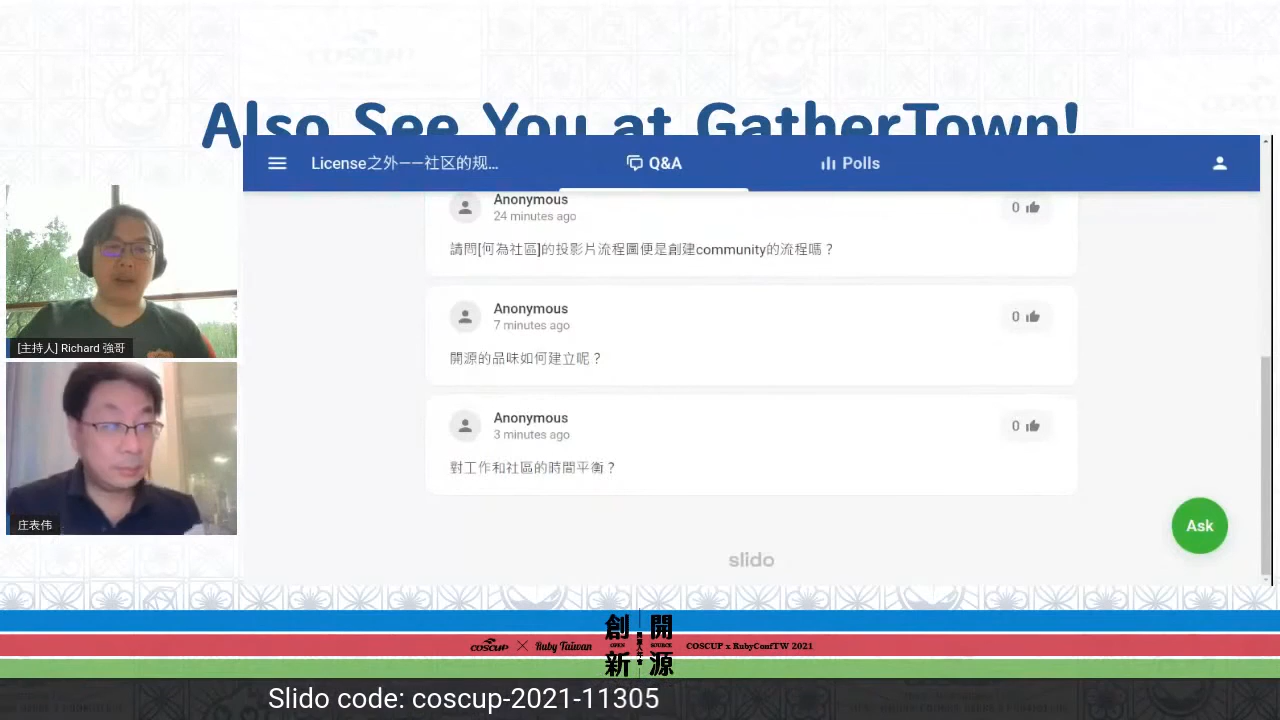 Also See You at GatherTown!
License之外——社区的规...
Q&A
Polls
Anonymous
24 minutes ago
0
請問[何為社區]的投影片流程圖便是創建community的流程嗎？
Anonymous
7 minutes ago
0
開源的品味如何建立呢？
Anonymous
3 minutes ago
0
對工作和社區的時間平衡？
Ask
slido
[主持人] Richard 強哥
庄表伟
COSCUP
Ruby Taiwan
創 開
OPEN SOURCE
新 源
COSCUP x RubyConfTW 2021
Slido code: coscup-2021-11305